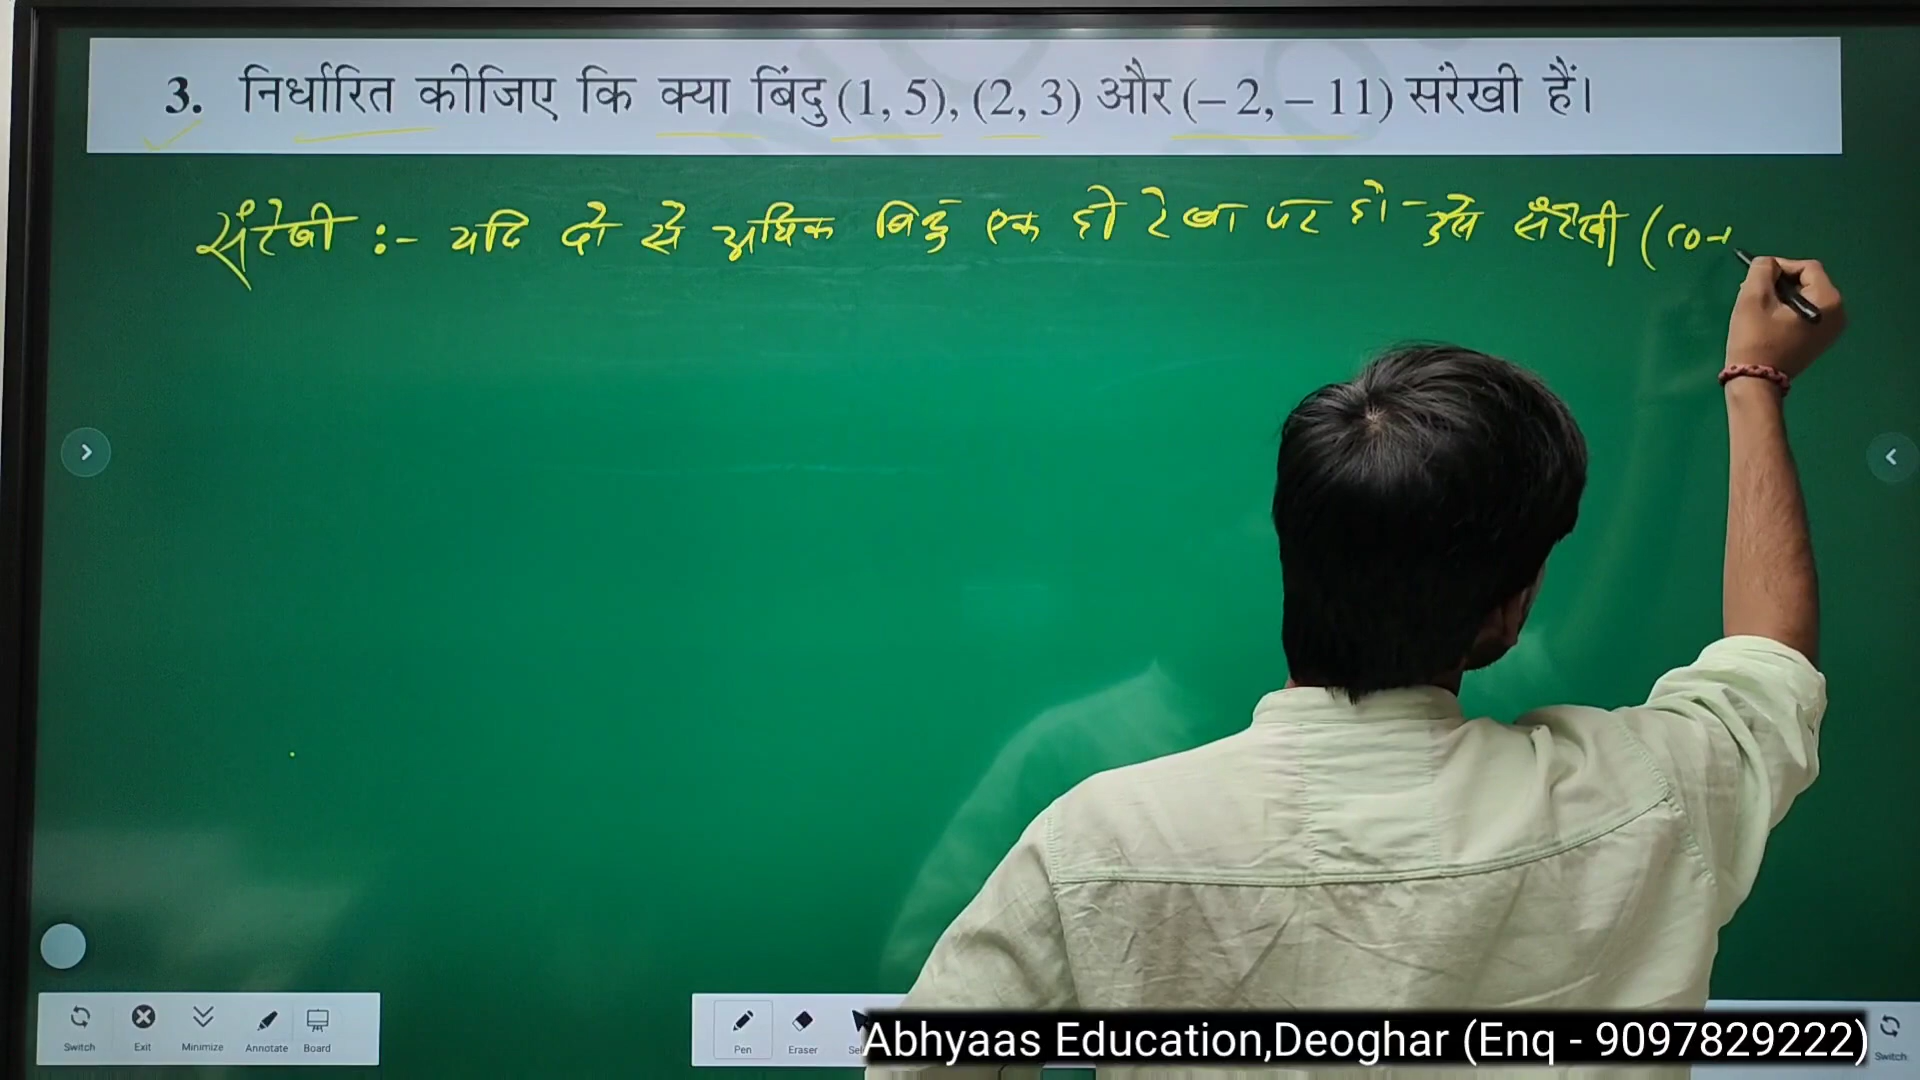 3. निर्धारित कीजिए कि क्या बिंदु (1, 5), (2, 3) और (– 2, – 11) संरेखी हैं।
संरेखी :- यदि दो से अधिक बिंदु एक ही रेखा पर हो - उसे संरेखी (co-
Switch Exit Minimize Annotate Board
Pen Eraser
Switch
Abhyaas Education,Deoghar (Enq - 9097829222)